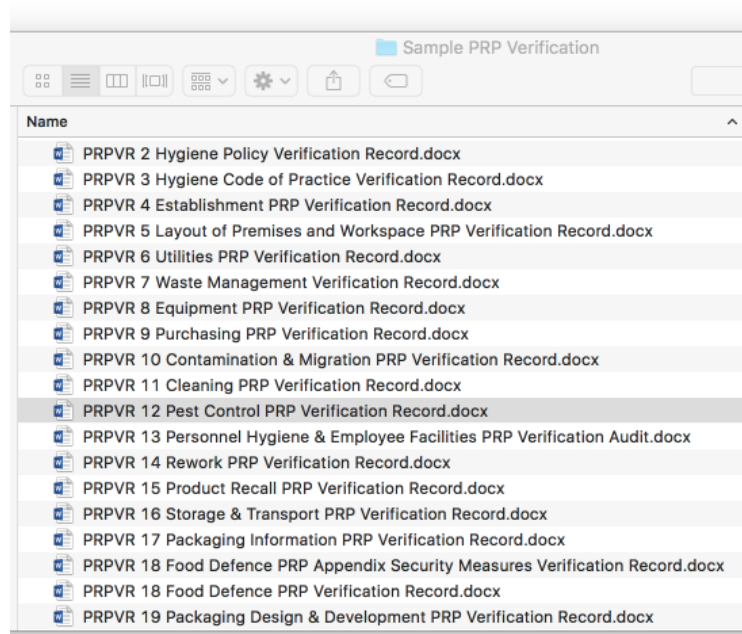 Sample PRP Verification
Name
PRPVR 2 Hygiene Policy Verification Record.docx
PRPVR 3 Hygiene Code of Practice Verification Record.docx
PRPVR 4 Establishment PRP Verification Record.docx
PRPVR 5 Layout of Premises and Workspace PRP Verification Record.docx
PRPVR 6 Utilities PRP Verification Record.docx
PRPVR 7 Waste Management Verification Record.docx
PRPVR 8 Equipment PRP Verification Record.docx
PRPVR 9 Purchasing PRP Verification Record.docx
PRPVR 10 Contamination & Migration PRP Verification Record.docx
PRPVR 11 Cleaning PRP Verification Record.docx
PRPVR 12 Pest Control PRP Verification Record.docx
PRPVR 13 Personnel Hygiene & Employee Facilities PRP Verification Audit.docx
PRPVR 14 Rework PRP Verification Record.docx
PRPVR 15 Product Recall PRP Verification Record.docx
PRPVR 16 Storage & Transport PRP Verification Record.docx
PRPVR 17 Packaging Information PRP Verification Record.docx
PRPVR 18 Food Defence PRP Appendix Security Measures Verification Record.docx
PRPVR 18 Food Defence PRP Verification Record.docx
PRPVR 19 Packaging Design & Development PRP Verification Record.docx